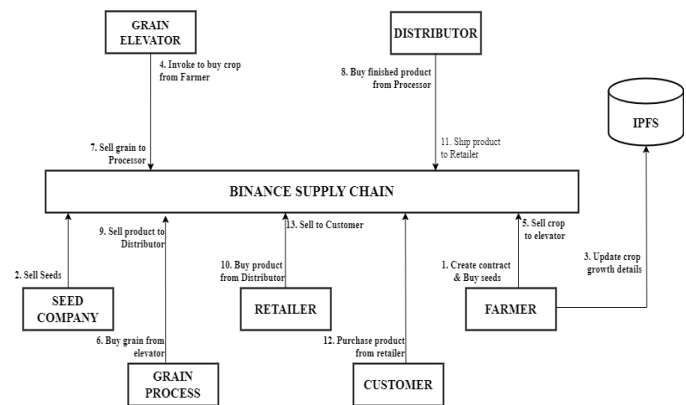 GRAIN
ELEVATOR
DISTRIBUTOR
4. Invoke to buy crop
from Farmer
8. Buy finished product
from Processor
IPFS
7. Sell grain to
Processor
11. Ship product
to Retailer
BINANCE SUPPLY CHAIN
9. Sell product to
Distributor
13. Sell to Customer
5. Sell crop
to elevator
2. Sell Seeds
10. Buy product
from Distributor
1. Create contract
& Buy seeds
3. Update crop
growth details
SEED
COMPANY
RETAILER
FARMER
6. Buy grain from
elevator
12. Purchase product
from retailer
GRAIN
PROCESS
CUSTOMER